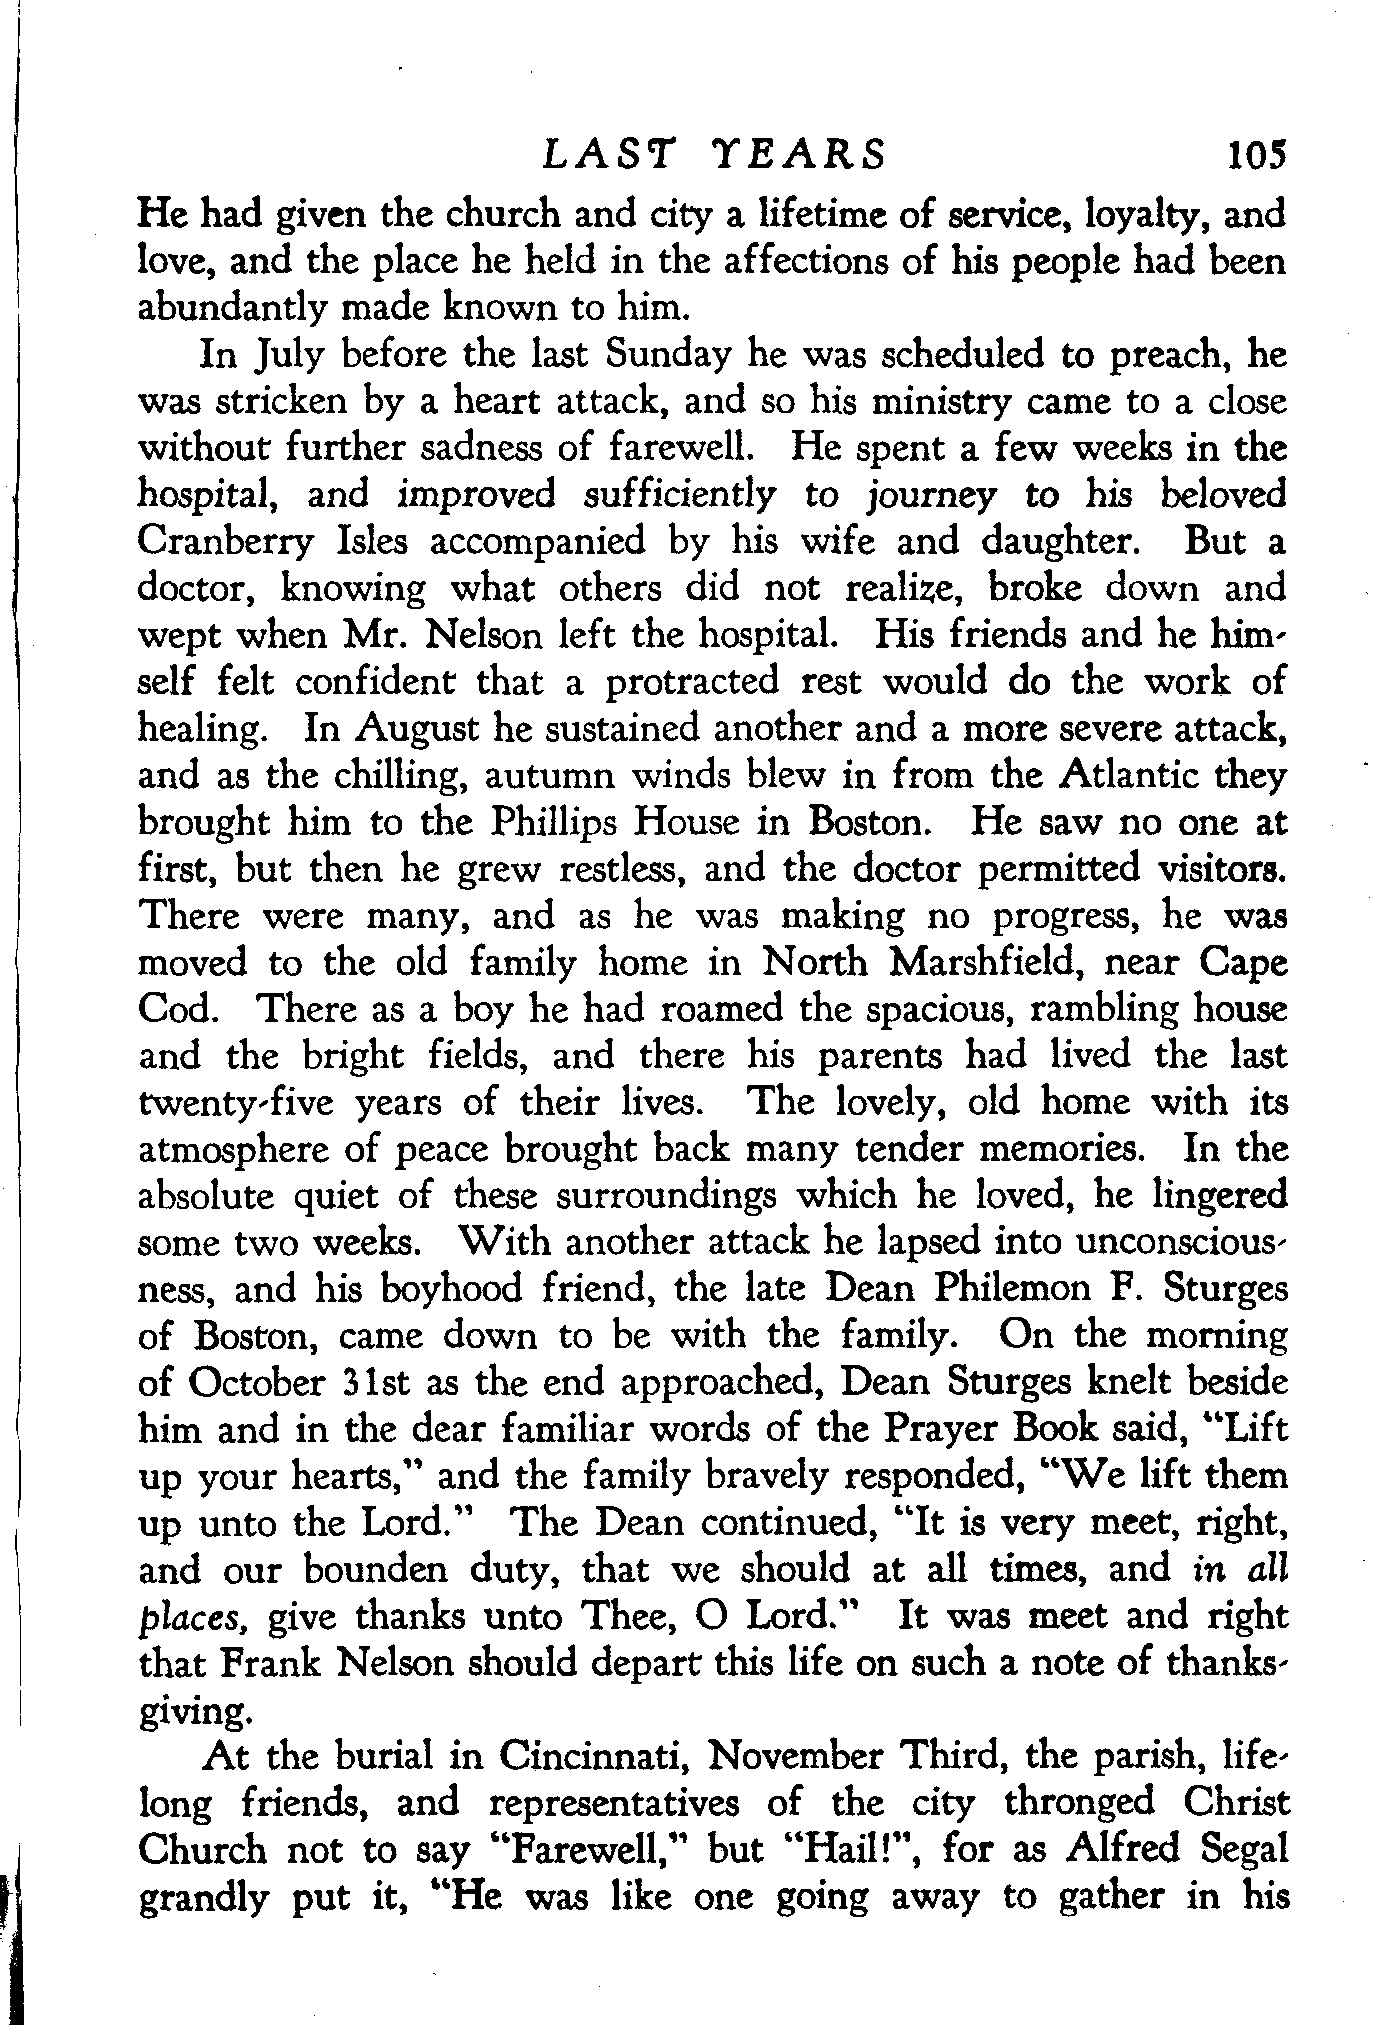 LAST YEARS 105
He had given the church and city a lifetime of service, loyalty, and
love, and the place he held in the affections of his people had been
abundantly made known to him.
In July before the last Sunday he was scheduled to preach, he
was stricken by a heart attack, and so his ministry came to a close
without further sadness of farewell. He spent a few weeks in the
hospital, and improved sufficiently to journey to his beloved
Cranberry Isles accompanied by his wife and daughter. But a
doctor, knowing what others did not realize, broke down and
wept when Mr. Nelson left the hospital. His friends and he him-
self felt confident that a protracted rest would do the work of
healing. In August he sustained another and a more severe attack,
and as the chilling, autumn winds blew in from the Atlantic they
brought him to the Phillips House in Boston. He saw no one at
first, but then he grew restless, and the doctor permitted visitors.
There were many, and as he was making no progress, he was
moved to the old family home in North Marshfield, near Cape
Cod. There as a boy he had roamed the spacious, rambling house
and the bright fields, and there his parents had lived the last
twenty-five years of their lives. The lovely, old home with its
atmosphere of peace brought back many tender memories. In the
absolute quiet of these surroundings which he loved, he lingered
some two weeks. With another attack he lapsed into unconscious-
ness, and his boyhood friend, the late Dean Philemon F. Sturges
of Boston, came down to be with the family. On the morning
of October 31st as the end approached, Dean Sturges knelt beside
him and in the dear familiar words of the Prayer Book said, "Lift
up your hearts," and the family bravely responded, "We lift them
up unto the Lord." The Dean continued, "It is very meet, right,
and our bounden duty, that we should at all times, and in all
places, give thanks unto Thee, O Lord." It was meet and right
that Frank Nelson should depart this life on such a note of thanks-
giving.
At the burial in Cincinnati, November Third, the parish, life-
long friends, and representatives of the city thronged Christ
Church not to say "Farewell," but "Hail!", for as Alfred Segal
grandly put it, "He was like one going away to gather in his